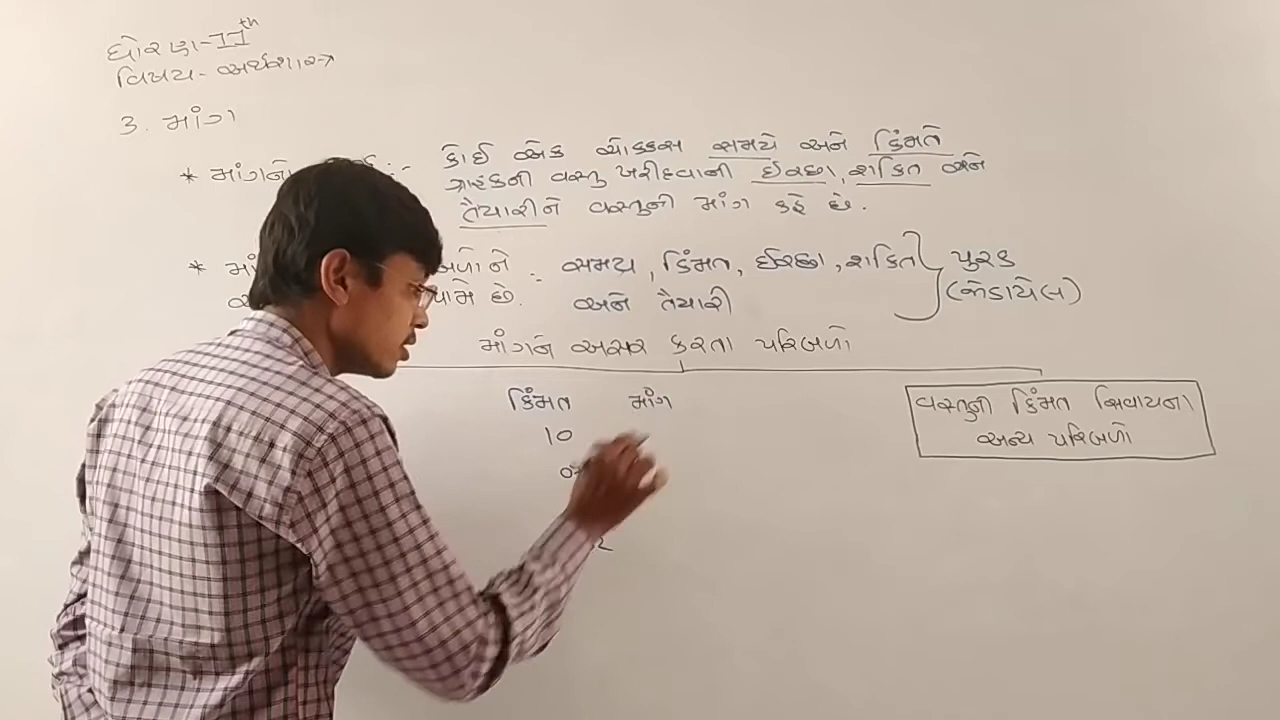 ધોરણ-11th
વિષય - અર્થશાસ્ત્ર
3. માંગ
* માંગનો :- કોઈ એક ચોક્કસ સમયે અને કિંમતે
ગ્રાહકની વસ્તુ ખરીદવાની ઈચ્છા, શક્તિ અને
તૈયારીને વસ્તુની માંગ કહે છે.
* સમય, કિંમત, ઈચ્છા, શક્તિ
અને તૈયારી
પુરક
(જોડાયેલ)
માંગને અસર કરતા પરિબળો
કિંમત માંગ
10
વસ્તુની કિંમત સિવાયના
અન્ય પરિબળો